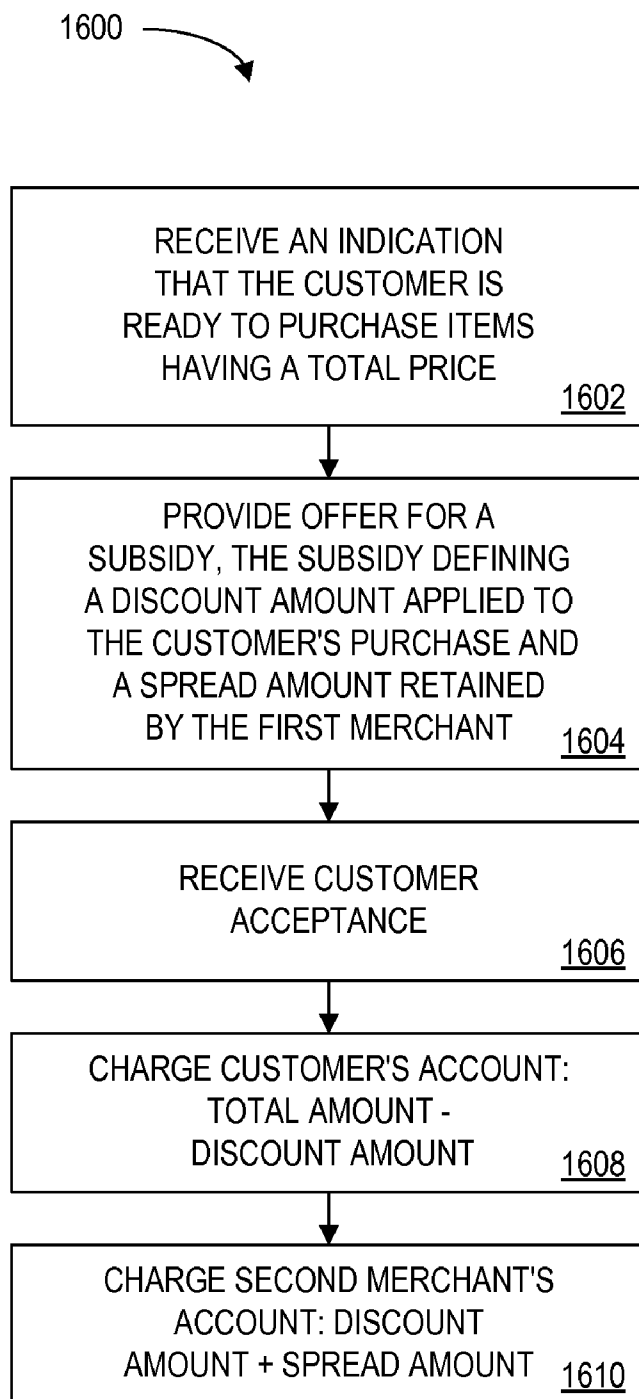 1600
RECEIVE AN INDICATION
THAT THE CUSTOMER IS
READY TO PURCHASE ITEMS
HAVING A TOTAL PRICE
1602
PROVIDE OFFER FOR A
SUBSIDY, THE SUBSIDY DEFINING
A DISCOUNT AMOUNT APPLIED TO
THE CUSTOMER'S PURCHASE AND
A SPREAD AMOUNT RETAINED
BY THE FIRST MERCHANT
1604
RECEIVE CUSTOMER
ACCEPTANCE
1606
CHARGE CUSTOMER'S ACCOUNT:
TOTAL AMOUNT -
DISCOUNT AMOUNT
1608
CHARGE SECOND MERCHANT'S
ACCOUNT: DISCOUNT
AMOUNT + SPREAD AMOUNT
1610